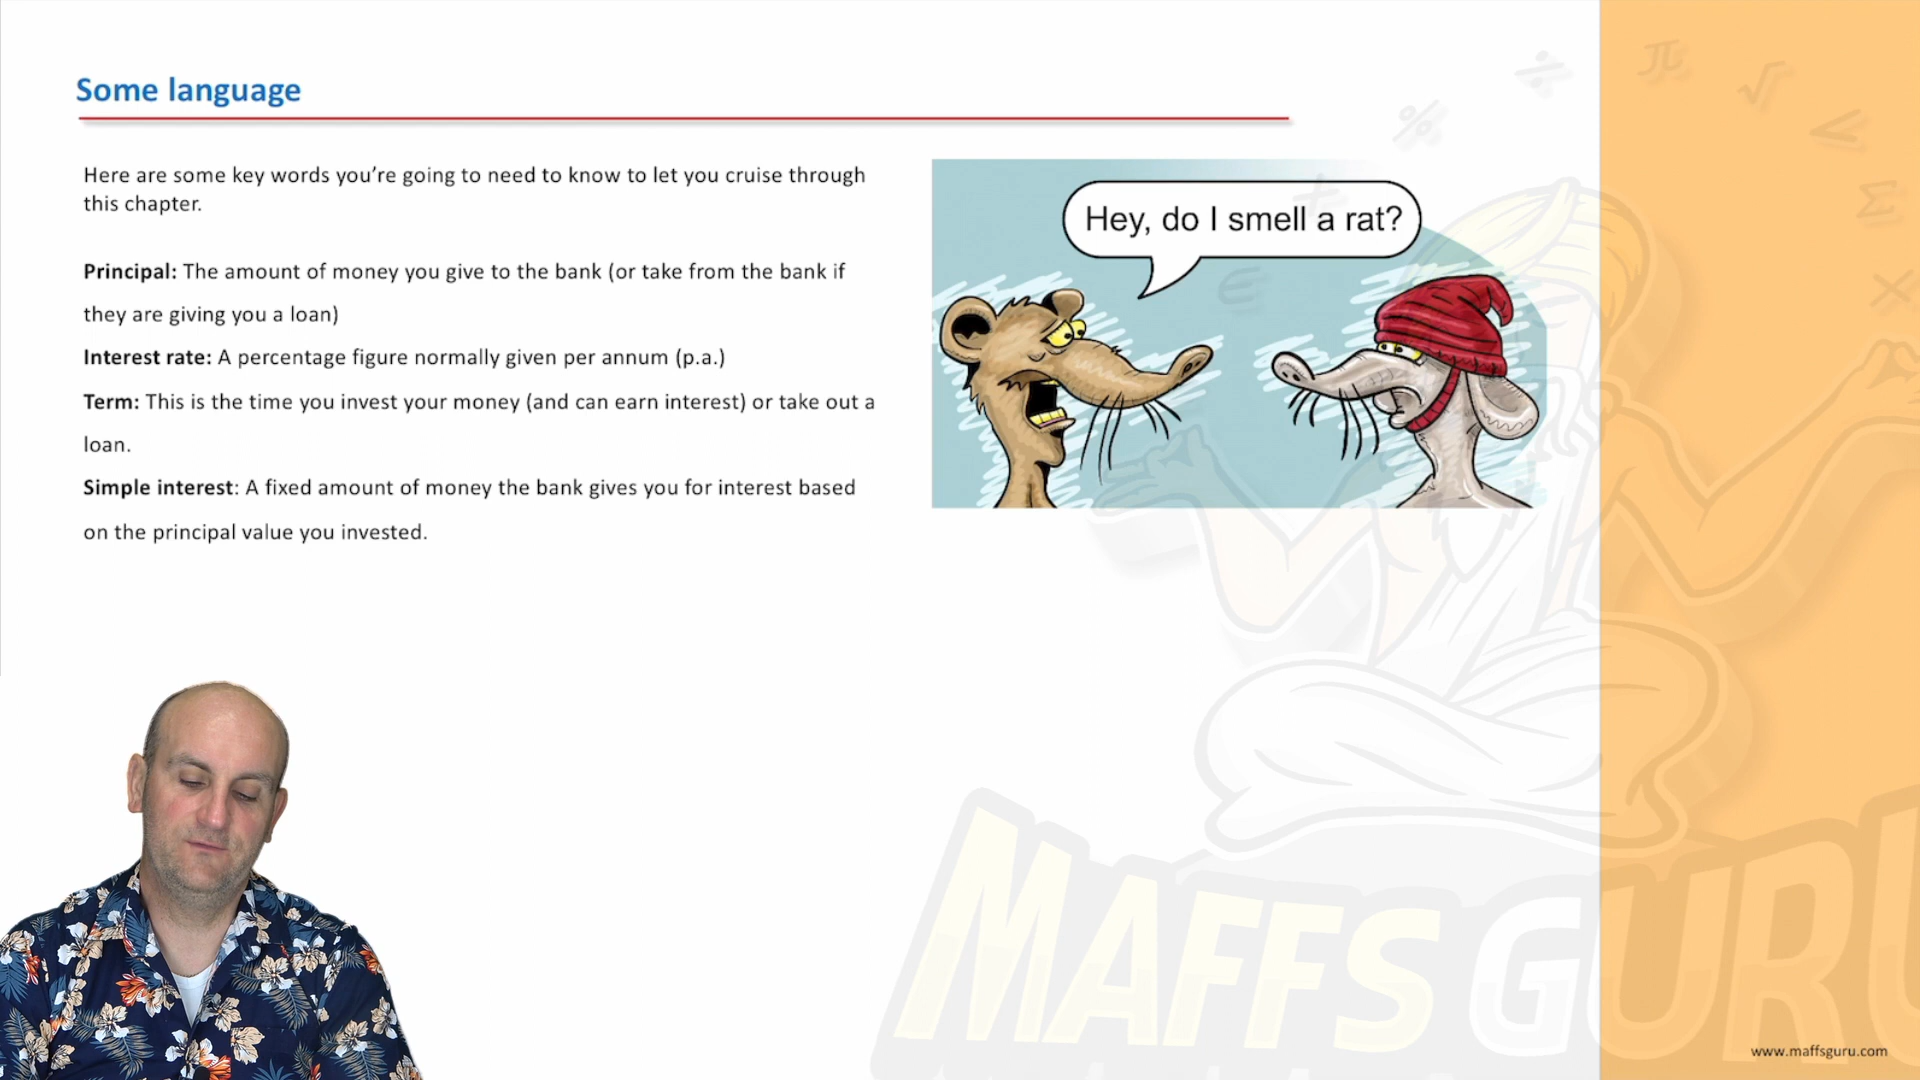 Some language
Here are some key words you're going to need to know to let you cruise through
this chapter.
Principal: The amount of money you give to the bank (or take from the bank if
they are giving you a loan)
Interest rate: A percentage figure normally given per annum (p.a.)
Term: This is the time you invest your money (and can earn interest) or take out a
loan.
Simple interest: A fixed amount of money the bank gives you for interest based
on the principal value you invested.
Hey, do I smell a rat?
÷
π
√
%
Σ
×
€
MAFFS GURU
www.maffsguru.com